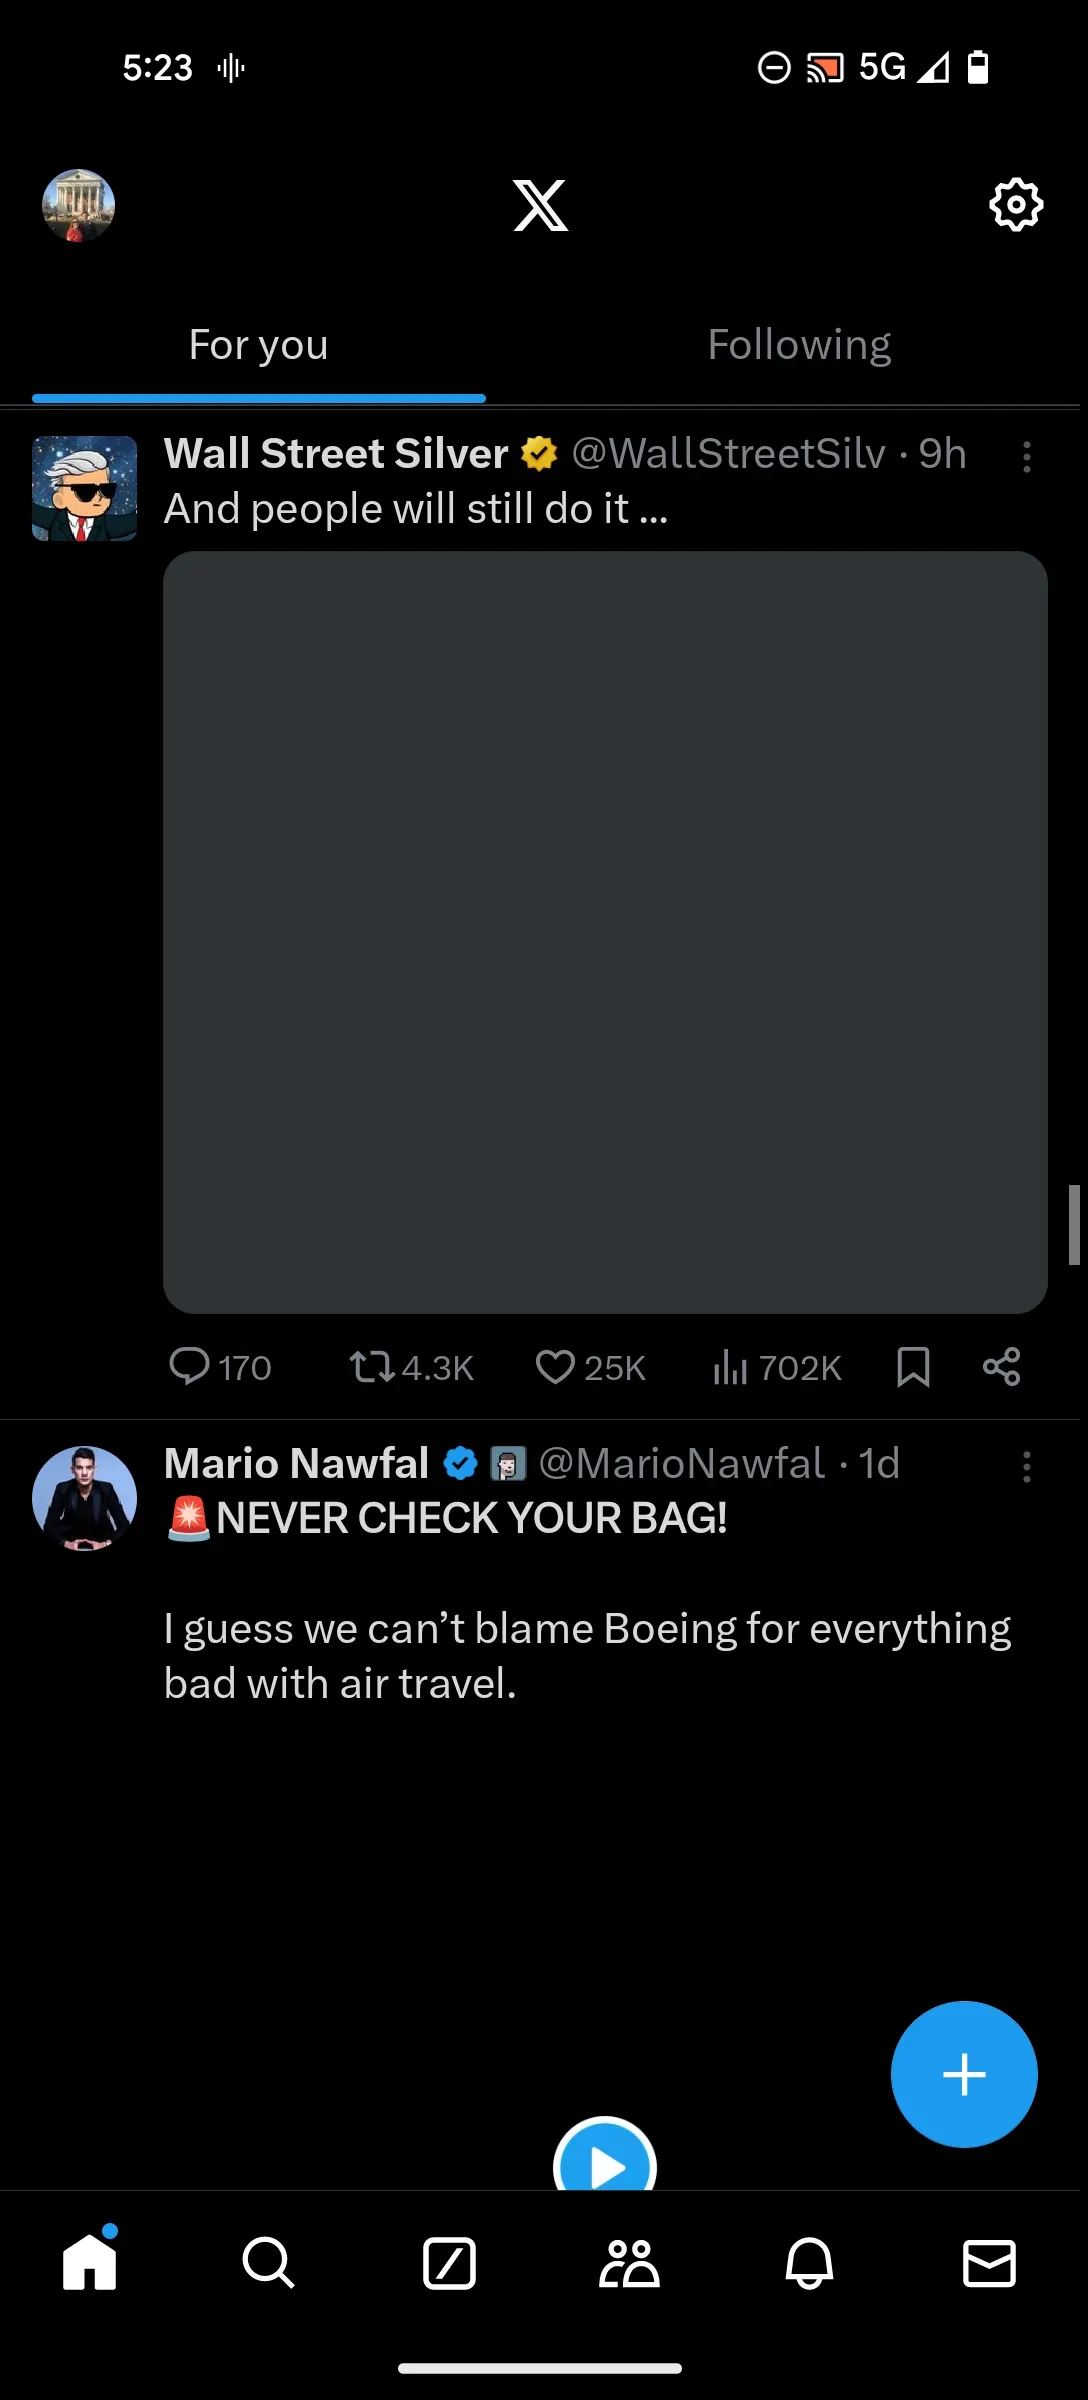 5:23 5G
For you Following
Wall Street Silver @WallStreetSilv · 9h
And people will still do it ...
170 4.3K 25K 702K
Mario Nawfal @MarioNawfal · 1d
🚨NEVER CHECK YOUR BAG!
I guess we can’t blame Boeing for everything
bad with air travel.